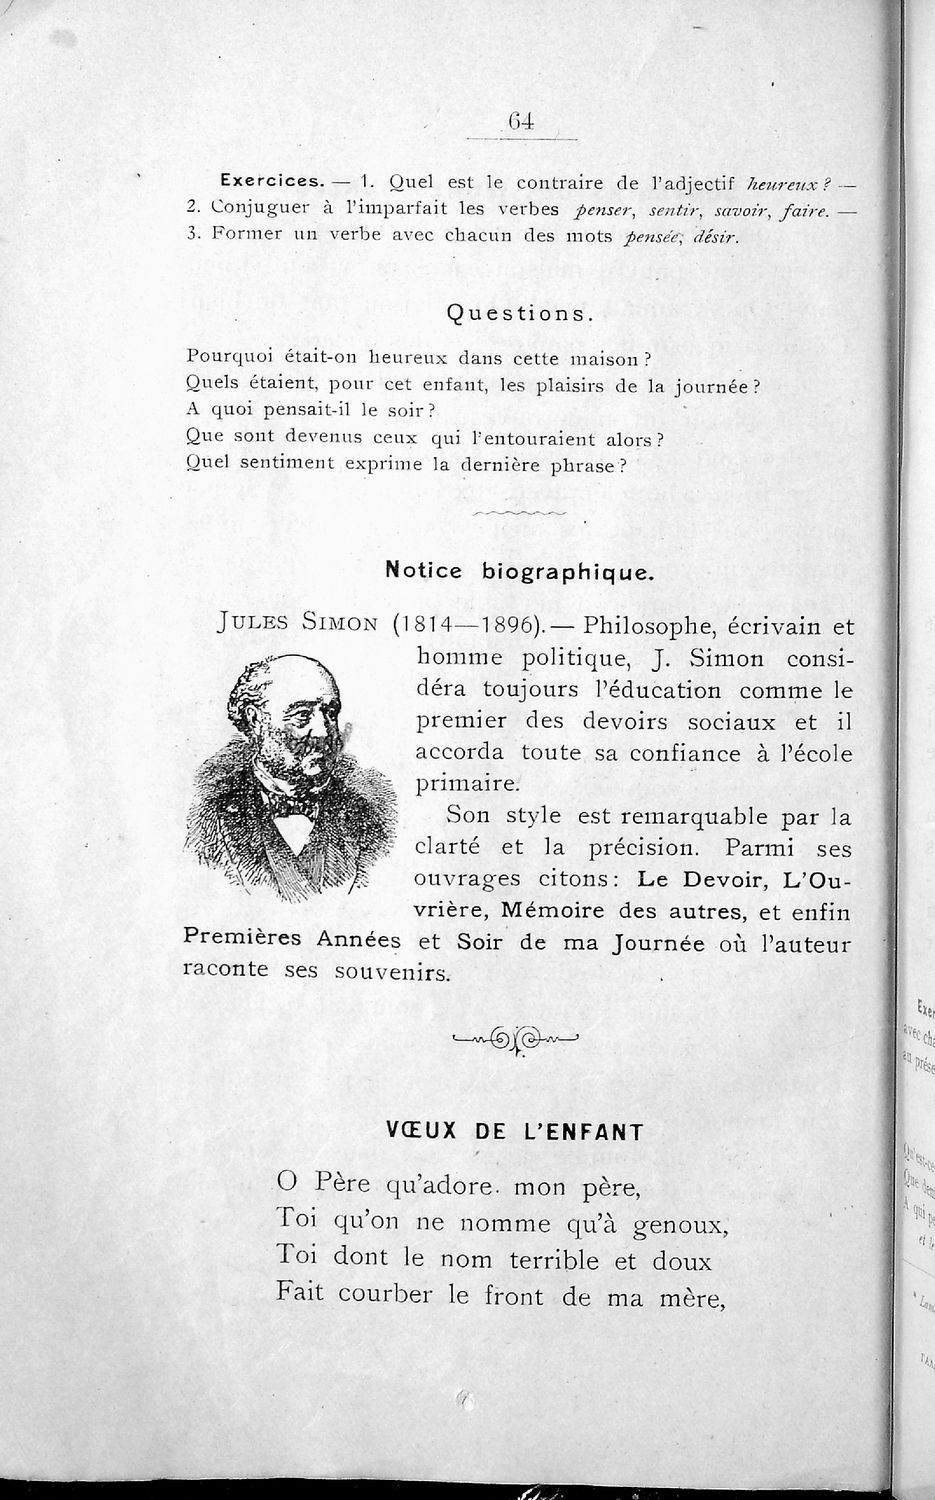 64
Exercices. — 1. Quel est le contraire de l'adjectif heureux? —
2. Conjuguer à l'imparfait les verbes penser, sentir, savoir, faire. —
3. Former un verbe avec chacun des mots pensée, désir.
Questions.
Pourquoi était-on heureux dans cette maison?
Quels étaient, pour cet enfant, les plaisirs de la journée?
A quoi pensait-il le soir?
Que sont devenus ceux qui l'entouraient alors?
Quel sentiment exprime la dernière phrase?
Notice biographique.
JULES SIMON (1814—1896).— Philosophe, écrivain et
homme politique, J. Simon consi-
déra toujours l'éducation comme le
premier des devoirs sociaux et il
accorda toute sa confiance à l'école
primaire.
Son style est remarquable par la
clarté et la précision. Parmi ses
ouvrages citons: Le Devoir, L'Ou-
vrière, Mémoire des autres, et enfin
Premières Années et Soir de ma Journée où l'auteur
raconte ses souvenirs.
VŒUX DE L'ENFANT
O Père qu'adore. mon père,
Toi qu'on ne nomme qu'à genoux,
Toi dont le nom terrible et doux
Fait courber le front de ma mère,